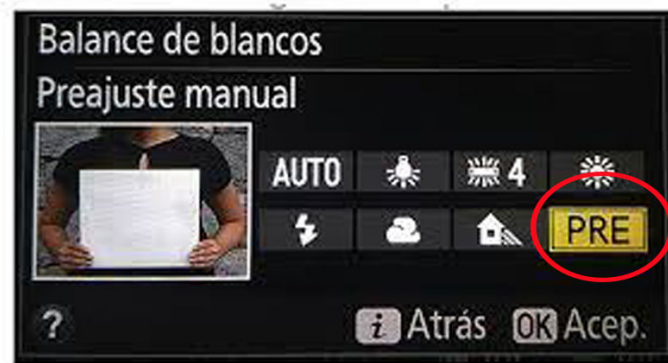 Balance de blancos
Preajuste manual
AUTO
4
PRE
? i Atrás OK Acep.